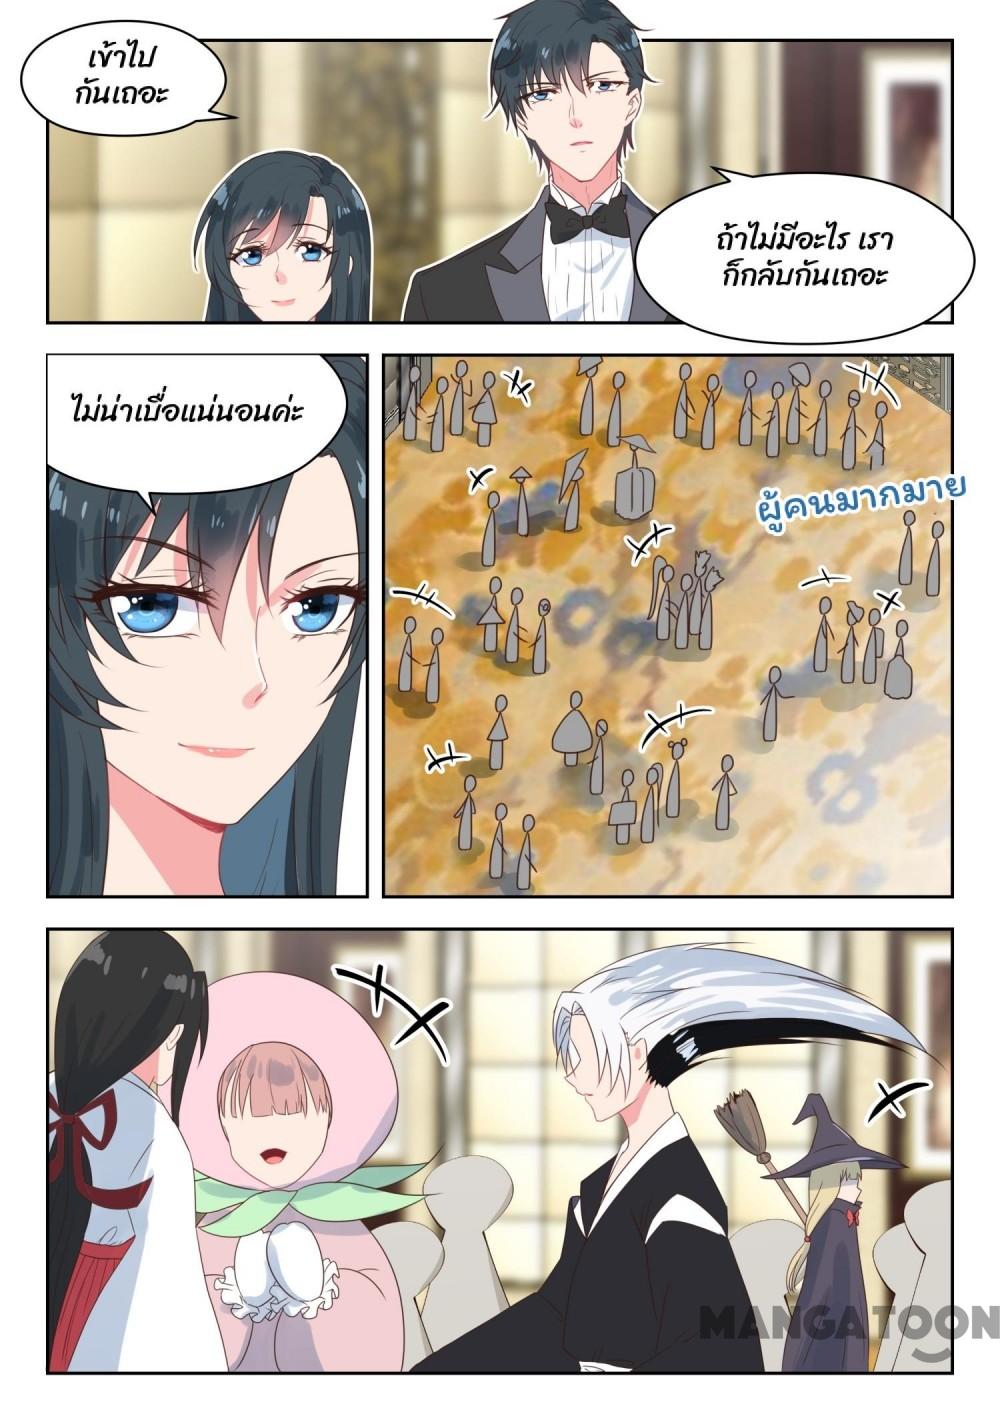 เข้าไป
กันเถอะ
ถ้าไม่มีอะไร เรา
ก็กลับกันเถอะ
ไม่น่าเบื่อแน่นอนค่ะ
ผู้คนมากมาย
MANGATOON